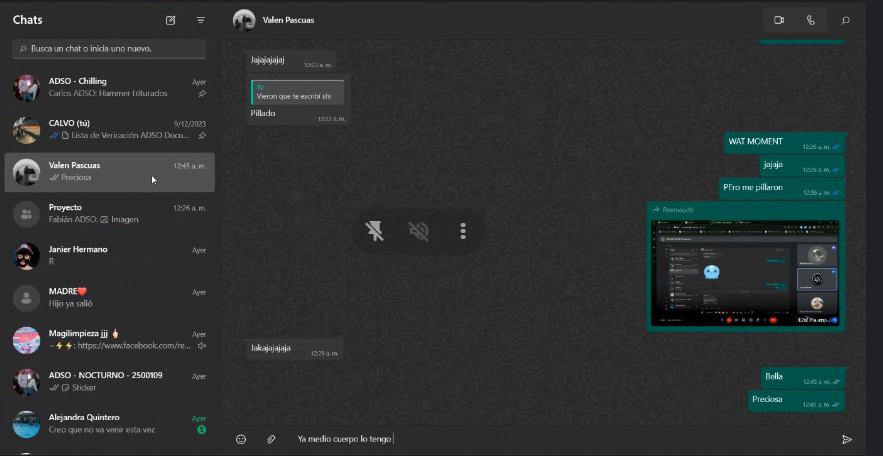 Chats
Busca un chat o inicia uno nuevo.
ADSO - Chilling
Ayer
Carlos ADSO: Hammer triturados
CALVO (tú)
9/12/2023
Lista de Vericación ADSO Docu...
Valen Pascuas
12:45 a. m.
Preciosa
Proyecto
12:26 a. m.
Fabián ADSO: Imagen
Janier Hermano
Ayer
R
MADRE❤️
Ayer
Hijo ya salió
Magilimpieza jjj
Ayer
~⚡⚡: https://www.facebook.com/re...
ADSO - NOCTURNO - 2500109
Ayer
Sticker
Alejandra Quintero
Ayer
Creo que no va venir esta vez
Valen Pascuas
Jajajajajaj
12:23 a. m.
Tú
Vieron que te escribí shi
Pillado
12:23 a. m.
WAT MOMENT
12:26 a. m.
jajaja
12:26 a. m.
PEro me pillaron
12:26 a. m.
Reenviado
Jakajajajaja
12:29 a. m.
Bella
12:45 a. m.
Preciosa
12:45 a. m.
Ya medio cuerpo lo tengo